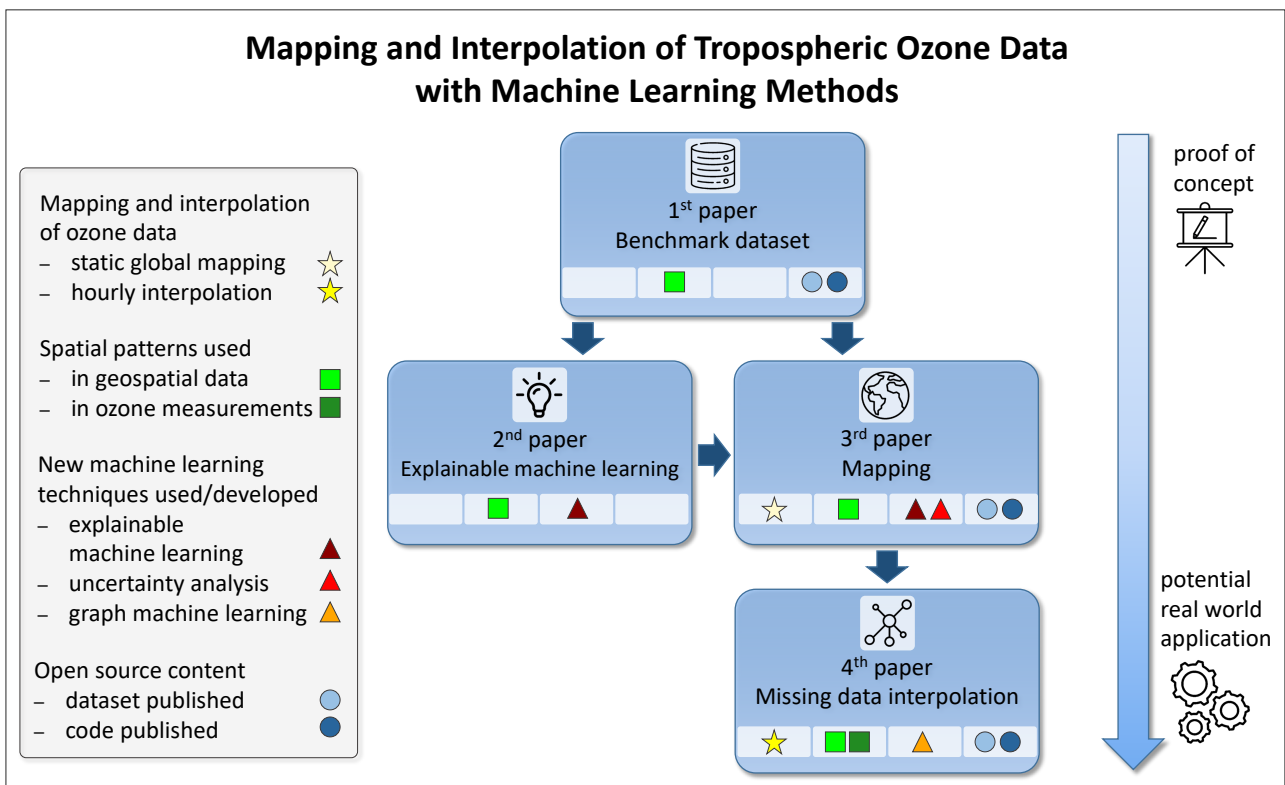 Mapping and Interpolation of Tropospheric Ozone Data
with Machine Learning Methods
Mapping and interpolation
of ozone data
– static global mapping
– hourly interpolation
Spatial patterns used
– in geospatial data
– in ozone measurements
New machine learning
techniques used/developed
– explainable
machine learning
– uncertainty analysis
– graph machine learning
Open source content
– dataset published
– code published
1st paper
Benchmark dataset
2nd paper
Explainable machine learning
3rd paper
Mapping
4th paper
Missing data interpolation
proof of
concept
potential
real world
application